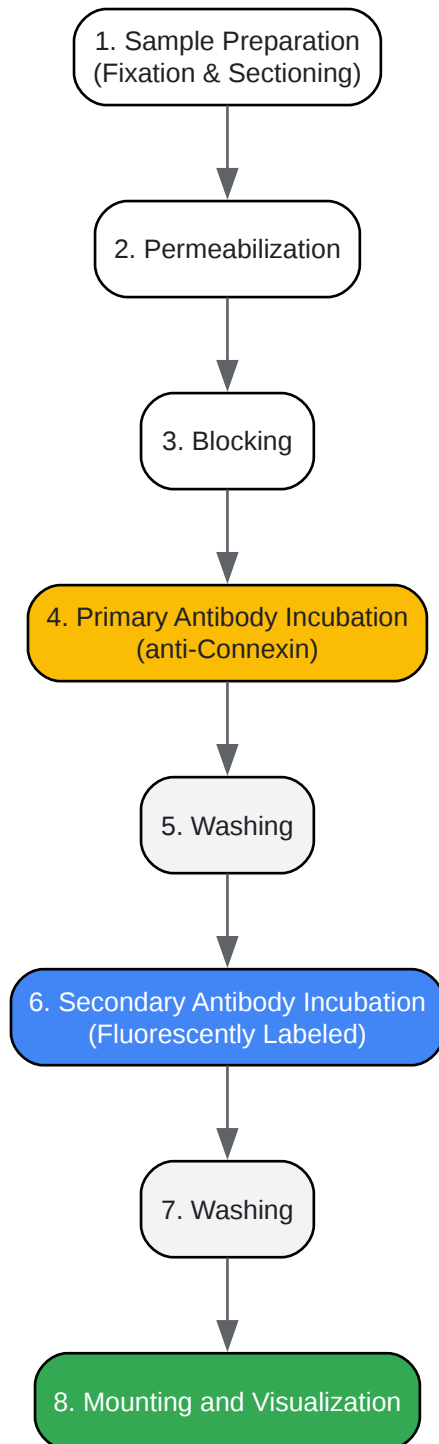 1. Sample Preparation
(Fixation & Sectioning)
2. Permeabilization
3. Blocking
4. Primary Antibody Incubation
(anti-Connexin)
5. Washing
6. Secondary Antibody Incubation
(Fluorescently Labeled)
7. Washing
8. Mounting and Visualization